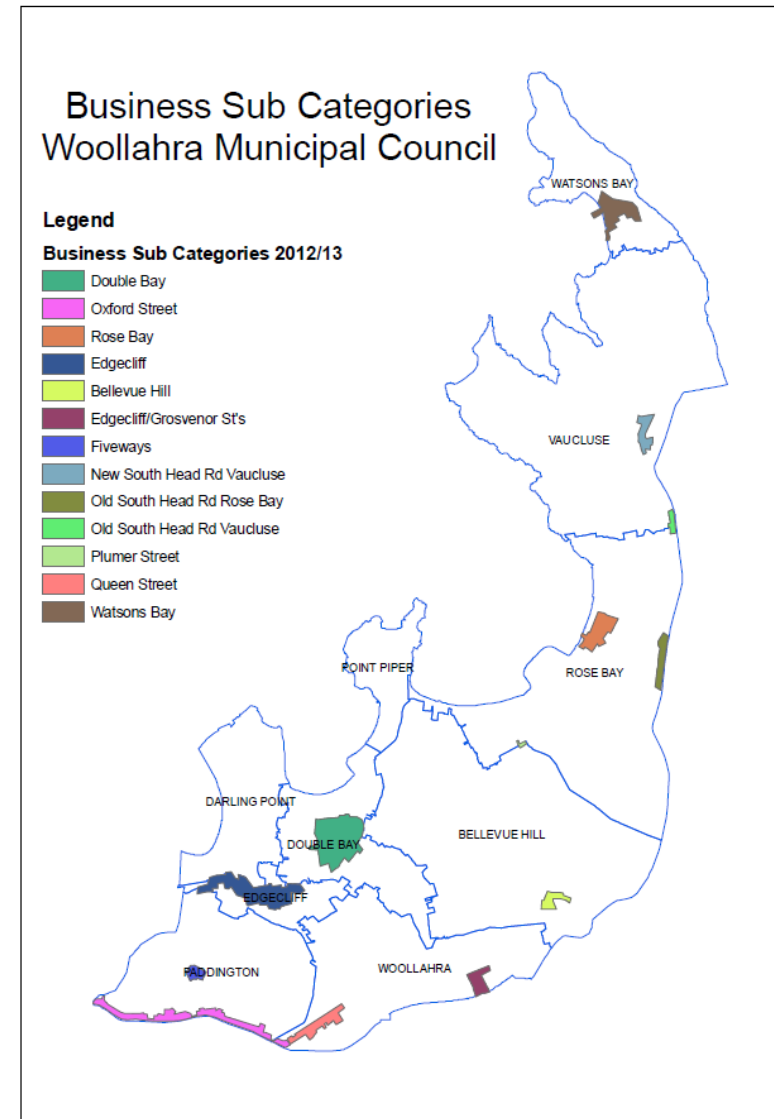 Business Sub Categories
Woollahra Municipal Council
Legend
Business Sub Categories 2012/13
Double Bay
Oxford Street
Rose Bay
Edgecliff
Bellevue Hill
Edgecliff/Grosvenor St's
Fiveways
New South Head Rd Vaucluse
Old South Head Rd Rose Bay
Old South Head Rd Vaucluse
Plumer Street
Queen Street
Watsons Bay
WATSONS BAY
VAUCLUSE
POINT PIPER
ROSE BAY
DARLING POINT
DOUBLE BAY
BELLEVUE HILL
EDGECLIFF
PADDINGTON
WOOLLAHRA